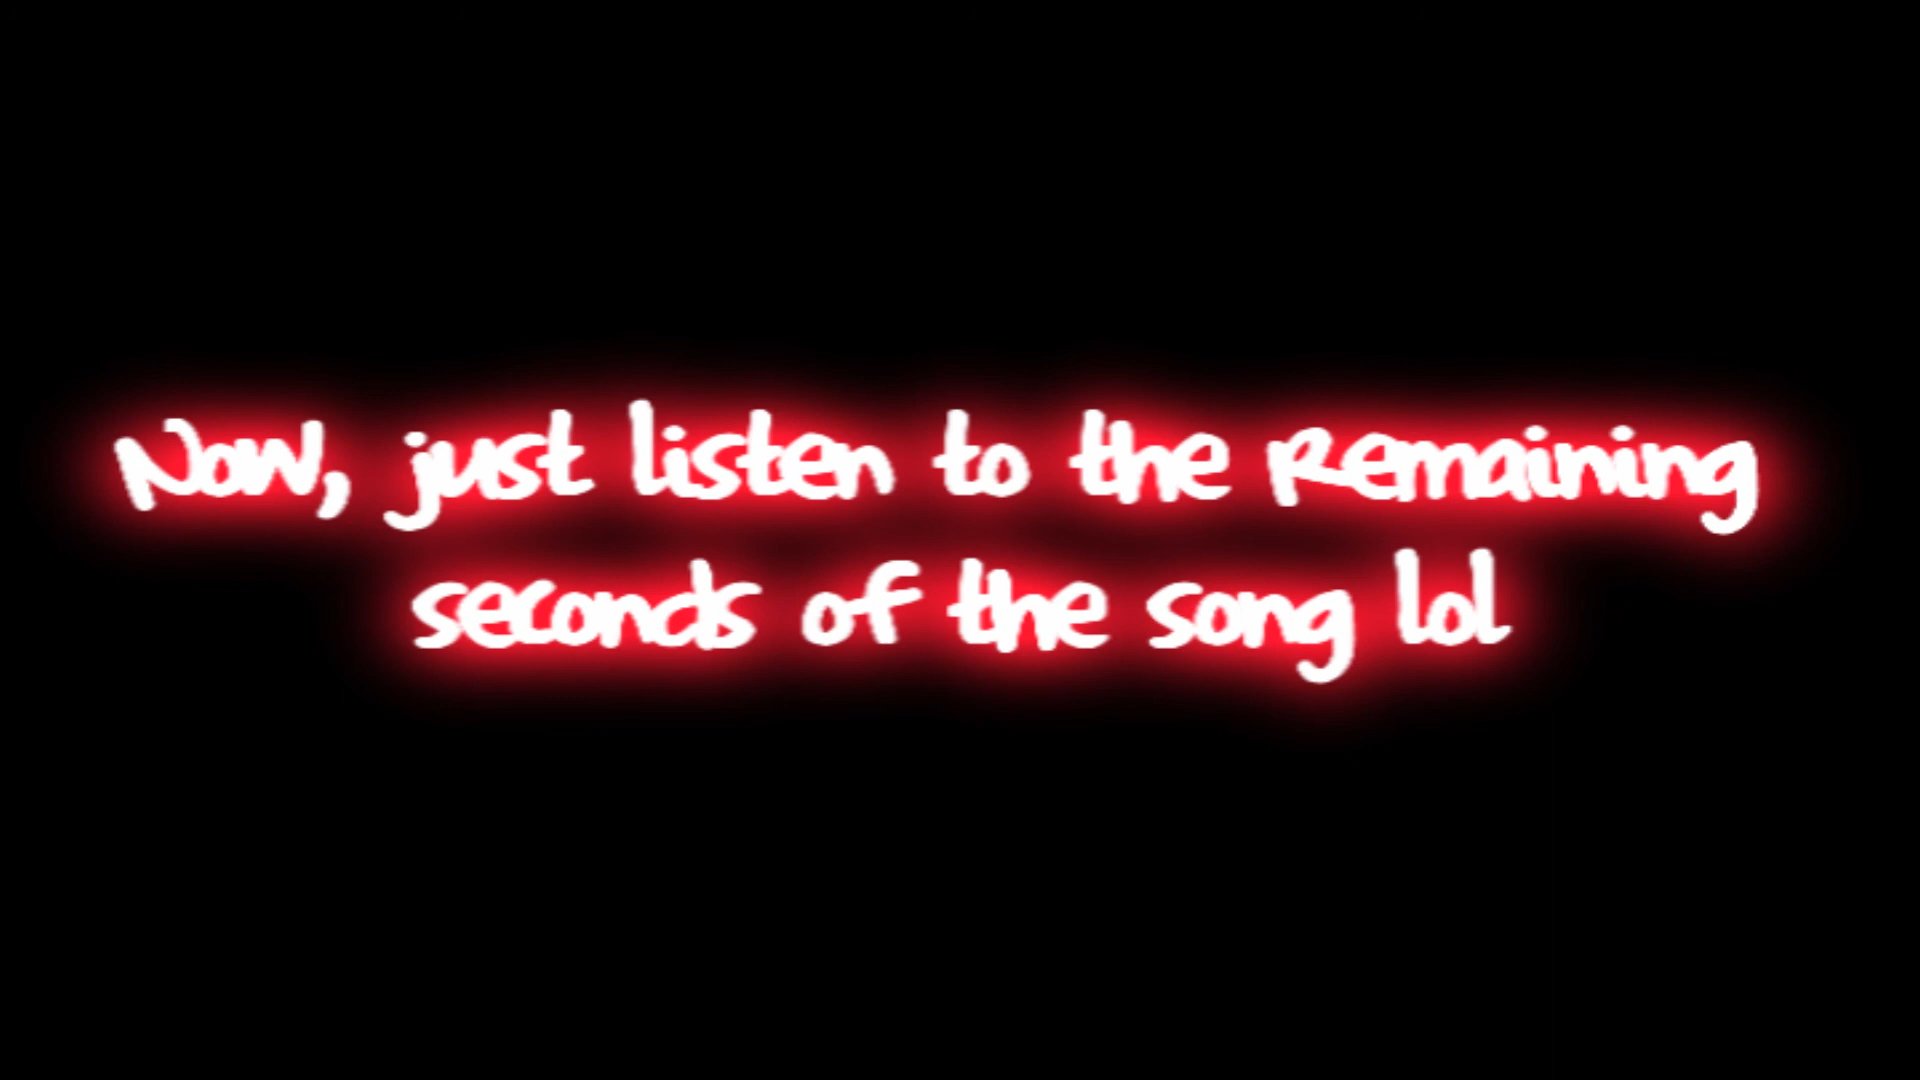 Now, just listen to the Remaining
seconds of the song lol